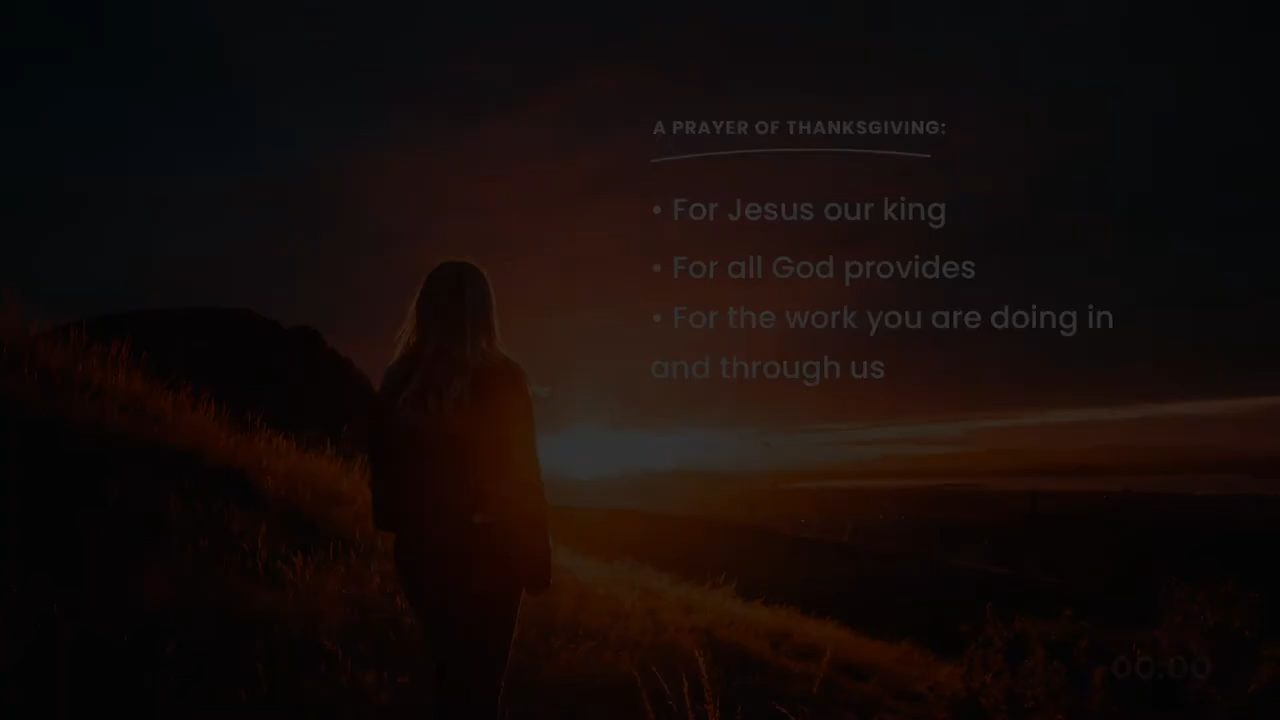 A PRAYER OF THANKSGIVING:
• For Jesus our king
• For all God provides
• For the work you are doing in
and through us
00:00